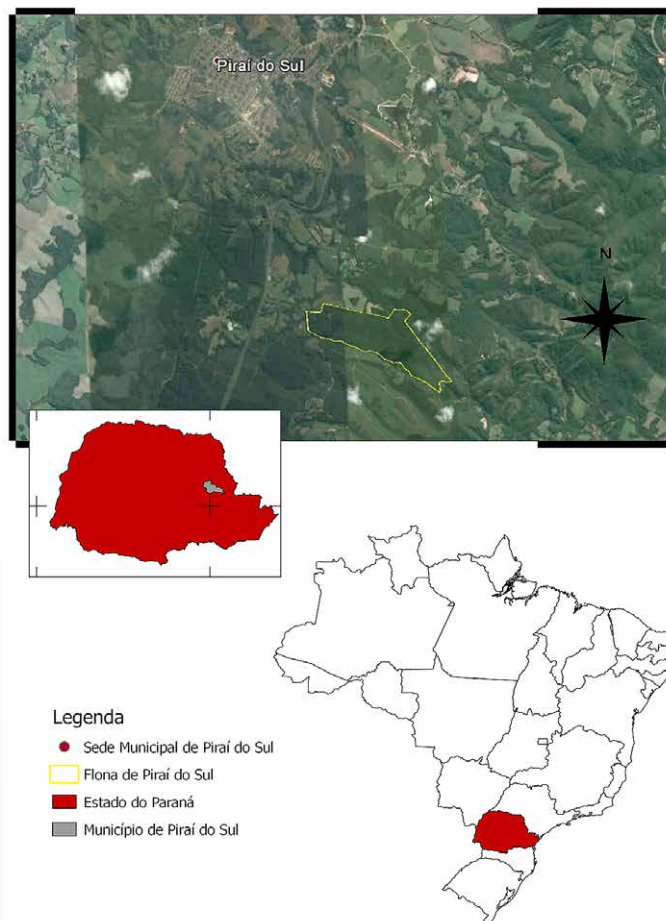 Piraí do Sul
N
Legenda
Sede Municipal de Piraí do Sul
Flona de Piraí do Sul
Estado do Paraná
Município de Piraí do Sul